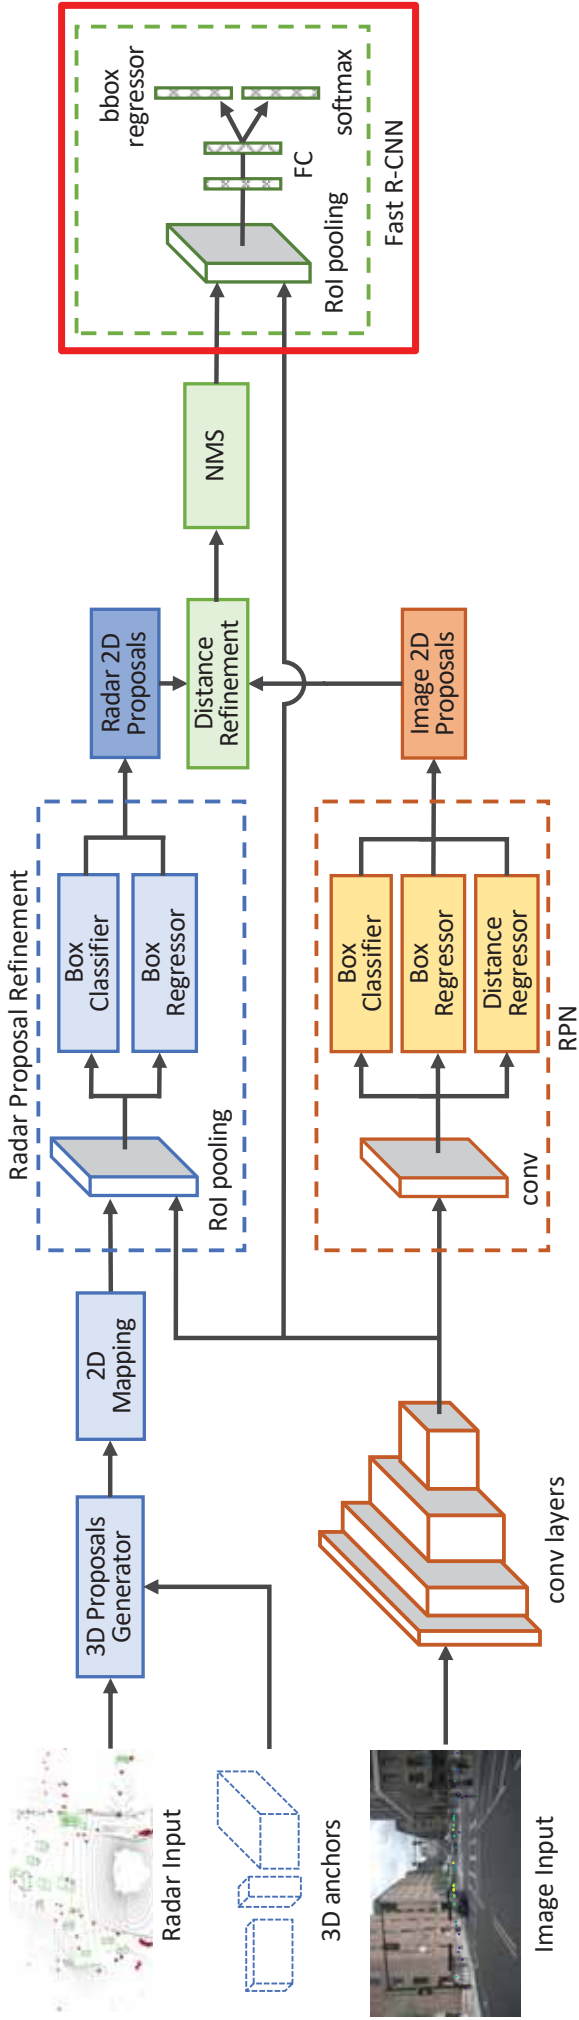 Radar Input
3D anchors
Image Input
3D Proposals
Generator
2D
Mapping
conv layers
Radar Proposal Refinement
RoI pooling
Box
Classifier
Box
Regressor
conv
Box
Classifier
Box
Regressor
Distance
Regressor
RPN
Radar 2D
Proposals
Distance
Refinement
Image 2D
Proposals
NMS
RoI pooling
FC
bbox
regressor
softmax
Fast R-CNN